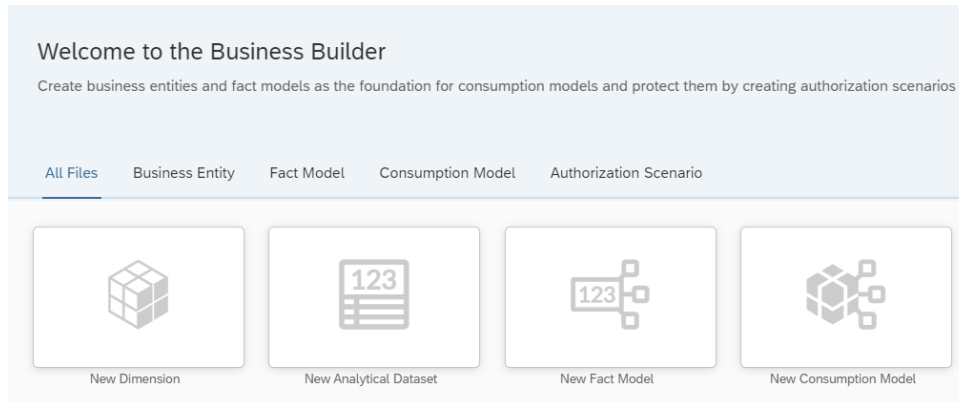 Welcome to the Business Builder
Create business entities and fact models as the foundation for consumption models and protect them by creating authorization scenarios
All Files Business Entity Fact Model Consumption Model Authorization Scenario
123 123
New Dimension New Analytical Dataset New Fact Model New Consumption Model